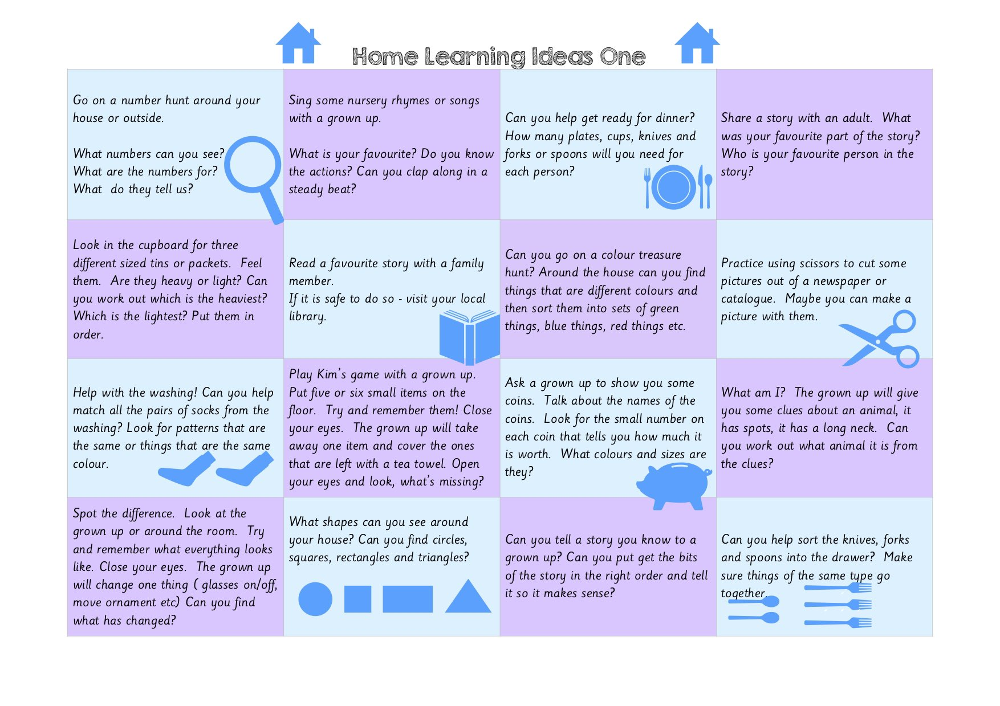 Home Learning Ideas One
Go on a number hunt around your
house or outside.
What numbers can you see?
What are the numbers for?
What do they tell us?
Sing some nursery rhymes or songs
with a grown up.
What is your favourite? Do you know
the actions? Can you clap along in a
steady beat?
Can you help get ready for dinner?
How many plates, cups, knives and
forks or spoons will you need for
each person?
Share a story with an adult. What
was your favourite part of the story?
Who is your favourite person in the
story?
Look in the cupboard for three
different sized tins or packets. Feel
them. Are they heavy or light? Can
you work out which is the heaviest?
Which is the lightest? Put them in
order.
Read a favourite story with a family
member.
If it is safe to do so - visit your local
library.
Can you go on a colour treasure
hunt? Around the house can you find
things that are different colours and
then sort them into sets of green
things, blue things, red things etc.
Practice using scissors to cut some
pictures out of a newspaper or
catalogue. Maybe you can make a
picture with them.
Help with the washing! Can you help
match all the pairs of socks from the
washing? Look for patterns that are
the same or things that are the same
colour.
Play Kim's game with a grown up.
Put five or six small items on the
floor. Try and remember them! Close
your eyes. The grown up will take
away one item and cover the ones
that are left with a tea towel. Open
your eyes and look, what's missing?
Ask a grown up to show you some
coins. Talk about the names of the
coins. Look for the small number on
each coin that tells you how much it
is worth. What colours and sizes are
they?
What am I? The grown up will give
you some clues about an animal, it
has spots, it has a long neck. Can
you work out what animal it is from
the clues?
Spot the difference. Look at the
grown up or around the room. Try
and remember what everything looks
like. Close your eyes. The grown up
will change one thing ( glasses on/off,
move ornament etc) Can you find
what has changed?
What shapes can you see around
your house? Can you find circles,
squares, rectangles and triangles?
Can you tell a story you know to a
grown up? Can you put get the bits
of the story in the right order and tell
it so it makes sense?
Can you help sort the knives, forks
and spoons into the drawer? Make
sure things of the same type go
together.